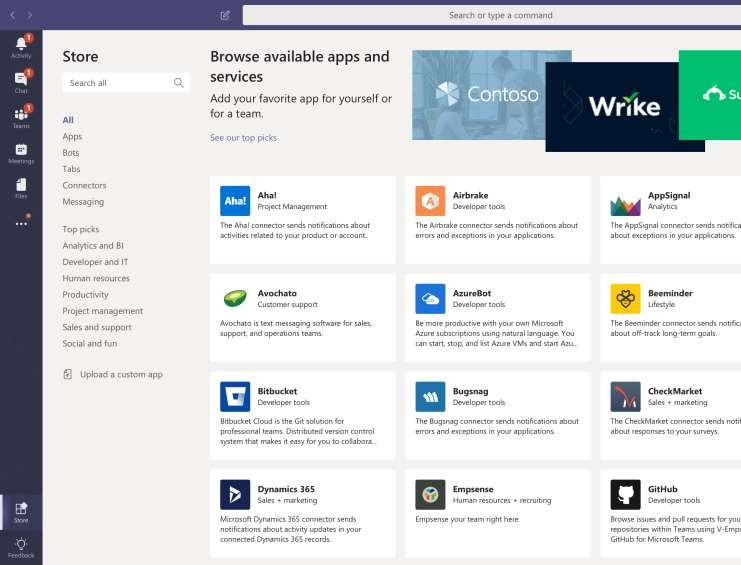 Search or type a command
Activity
1
Chat
1
Teams
1
Meetings
Files
Store
Feedback
Store
Search all
All
Apps
Bots
Tabs
Connectors
Messaging
Top picks
Analytics and BI
Developer and IT
Human resources
Productivity
Project management
Sales and support
Social and fun
Upload a custom app
Browse available apps and
services
Add your favorite app for yourself or
for a team.
See our top picks
Contoso
Wrike
Su
Aha!
Aha!
Project Management
The Aha! connector sends notifications about
activities related to your product or account.
Airbrake
Developer tools
The Airbrake connector sends notifications about
errors and exceptions in your applications.
AppSignal
Analytics
The AppSignal connector sends notifica
about exceptions in your applications.
Avochato
Customer support
Avochato is text messaging software for sales,
support, and operations teams.
AzureBot
Developer tools
Be more productive with your own Microsoft
Azure subscriptions using natural language. You
can start, stop, and list Azure VMs and start Azu...
Beeminder
Lifestyle
The Beeminder connector sends notifica
about off-track long-term goals.
Bitbucket
Developer tools
Bitbucket Cloud is the Git solution for
professional teams. Distributed version control
system that makes it easy for you to collabora...
Bugsnag
Developer tools
The Bugsnag connector sends notifications about
errors and exceptions in your applications.
CheckMarket
Sales + marketing
The CheckMarket connector sends notif
about responses to your surveys.
Dynamics 365
Sales + marketing
Microsoft Dynamics 365 connector sends
notifications about activity updates in your
connected Dynamics 365 records.
Empsense
Human resources + recruiting
Empsense your team right here
GitHub
Developer tools
Browse issues and pull requests for you
repositories within Teams using V-Emp
GitHub for Microsoft Teams.